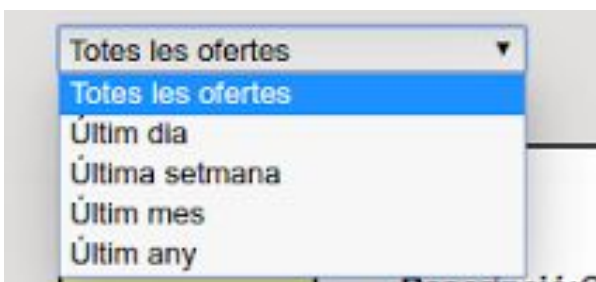 Totes les ofertes
Totes les ofertes
Últim dia
Última setmana
Últim mes
Últim any